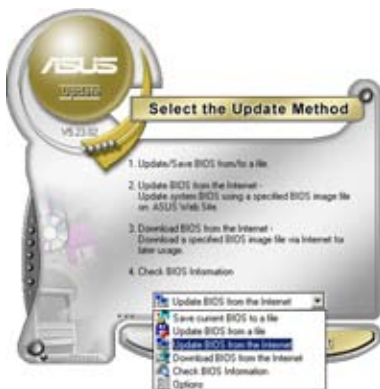 ASUS
Update
V5.23.02
Select the Update Method
1. Update/Save BIOS from/to a file
2. Update BIOS from the Internet -
Update system BIOS using a specified BIOS image file
on ASUS Web Site.
3. Download BIOS from the Internet -
Download a specified BIOS image file via Internet for
later usage.
4. Check BIOS Information
Update BIOS from the Internet
Save current BIOS to a file
Update BIOS from a file
Update BIOS from the Internet
Download BIOS from the Internet
Check BIOS Information
Options